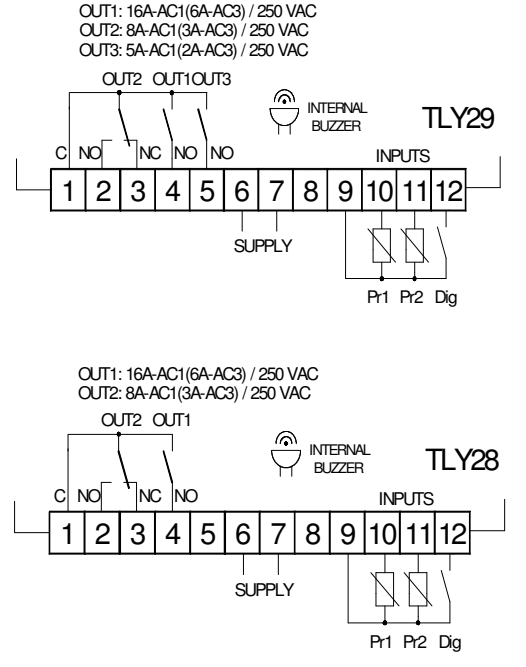 OUT1: 16A-AC1(6A-AC3) / 250 VAC
OUT2: 8A-AC1(3A-AC3) / 250 VAC
OUT3: 5A-AC1(2A-AC3) / 250 VAC
OUT2 OUT1 OUT3
INTERNAL
BUZZER
TLY29
C NO NC NO NO
INPUTS
1 2 3 4 5 6 7 8 9 10 11 12
SUPPLY
Pr1 Pr2 Dig
OUT1: 16A-AC1(6A-AC3) / 250 VAC
OUT2: 8A-AC1(3A-AC3) / 250 VAC
OUT2 OUT1
INTERNAL
BUZZER
TLY28
C NO NC NO
INPUTS
1 2 3 4 5 6 7 8 9 10 11 12
SUPPLY
Pr1 Pr2 Dig